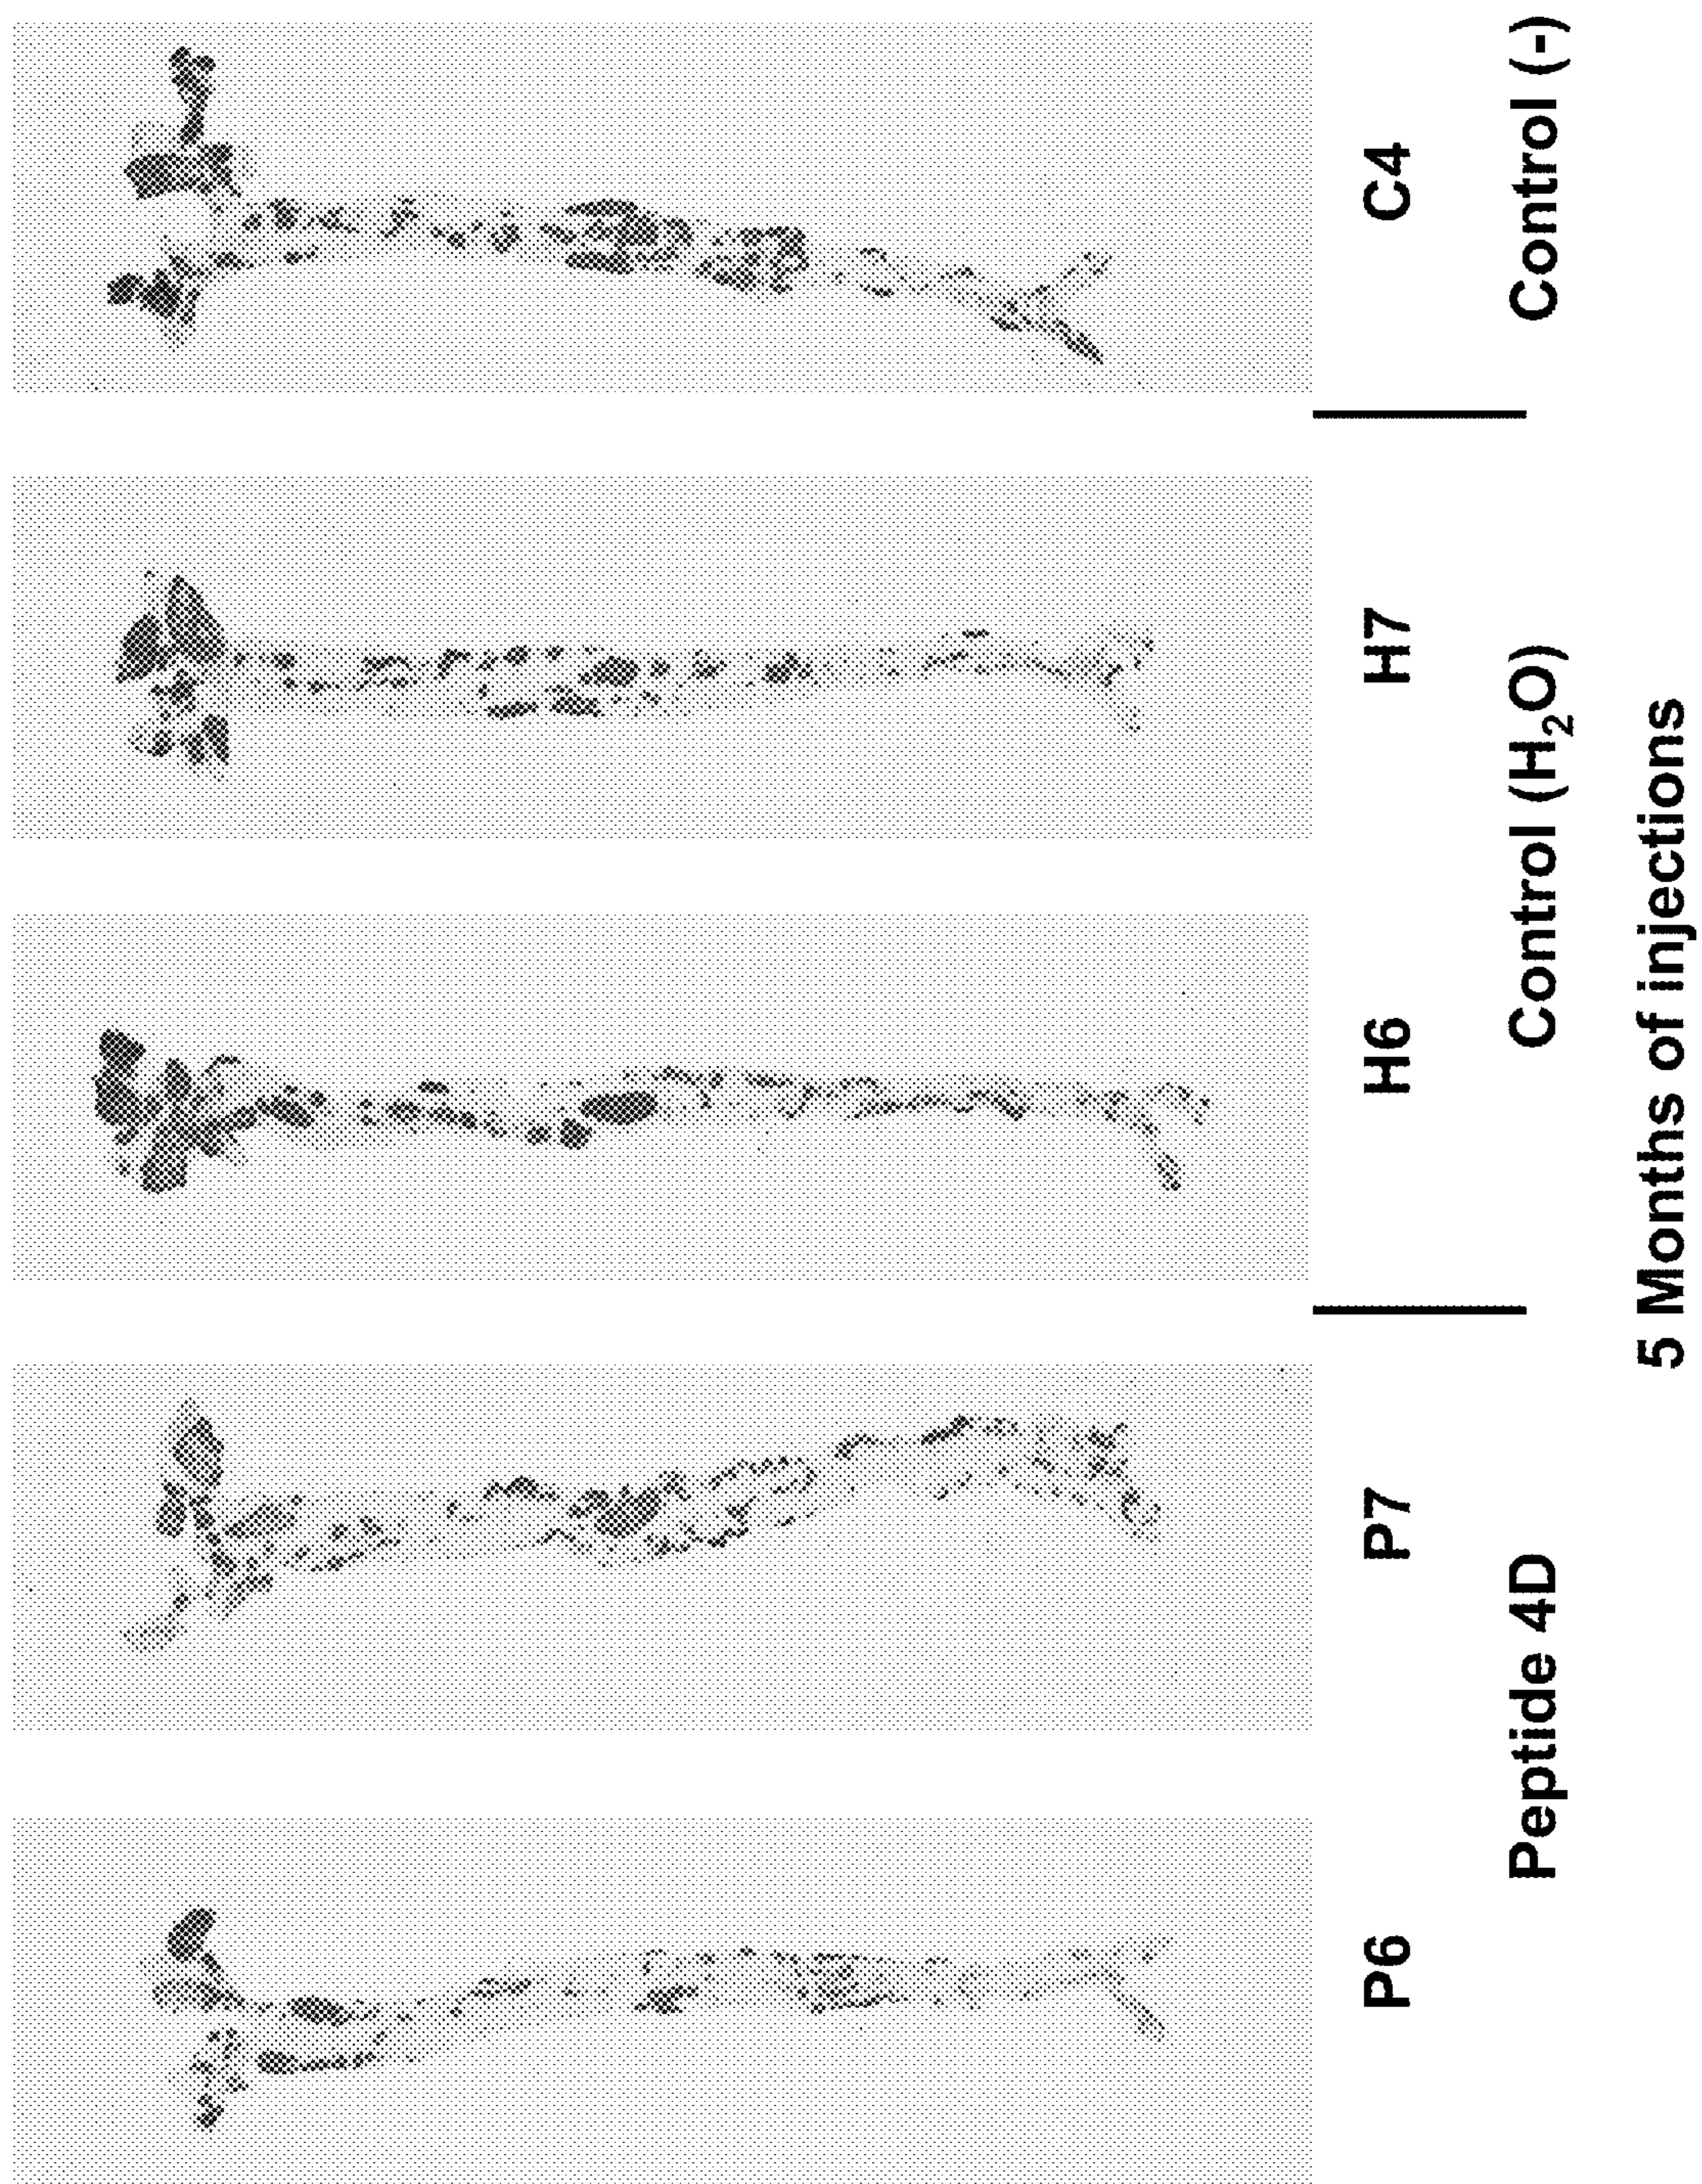 P6 P7 H6 H7 C4
Peptide 4D Control (H₂O) Control (-)
5 Months of injections